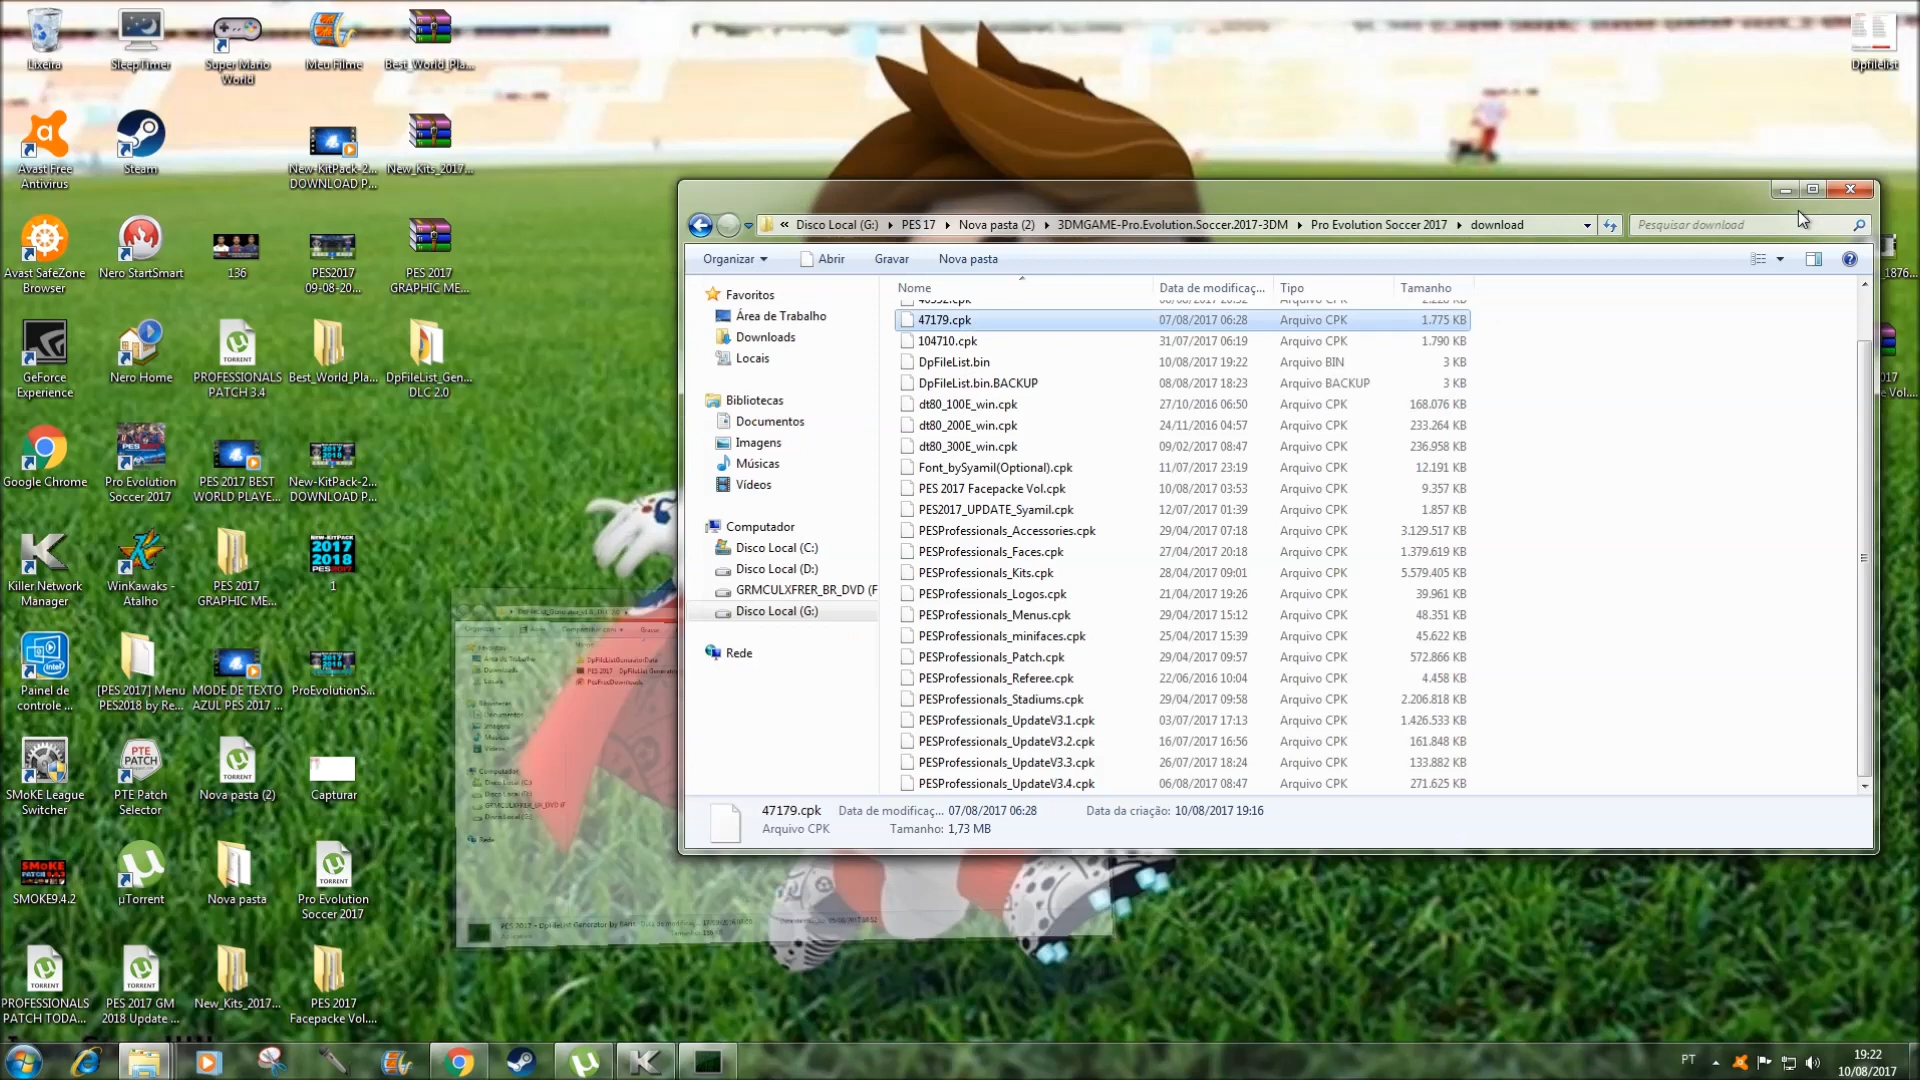 Lixeira
SleepTimer
Super Mario
World
Meu Filme
Best_World_Pla...
Dpfilelist
Avast Free
Antivirus
Steam
New-KitPack-2...
DOWNLOAD P...
New_Kits_2017...
Avast SafeZone
Browser
Nero StartSmart
136
PES2017
09-08-20...
PES 2017
GRAPHIC ME...
GeForce
Experience
Nero Home
TORRENT
PROFESSIONALS
PATCH 3.4
Best_World_Pla...
DpFileList_Gen...
DLC 2.0
Google Chrome
Pro Evolution
Soccer 2017
PES 2017 BEST
WORLD PLAYE...
New-KitPack-2...
DOWNLOAD P...
Killer Network
Manager
WinKawaks -
Atalho
PES 2017
GRAPHIC ME...
New-KitPack
2017
2018
1
Painel de
controle ...
[PES 2017] Menu
PES2018 by Re...
MODE DE TEXTO
AZUL PES 2017 ...
ProEvolutionS...
SMoKE League
Switcher
PTE
PATCH
PTE Patch
Selector
TORRENT
Nova pasta (2)
Capturar
SMOKE9.4.2
µTorrent
Nova pasta
TORRENT
Pro Evolution
Soccer 2017
TORRENT
PROFESSIONALS
PATCH TODA...
TORRENT
PES 2017 GM
2018 Update ...
New_Kits_2017...
PES 2017
Facepacke Vol....
« Disco Local (G:) PES 17 Nova pasta (2) 3DMGAME-Pro.Evolution.Soccer.2017-3DM Pro Evolution Soccer 2017 download
Pesquisar download
Organizar Abrir Gravar Nova pasta
Favoritos
Área de Trabalho
Downloads
Locais
Bibliotecas
Documentos
Imagens
Músicas
Vídeos
Computador
Disco Local (C:)
Disco Local (D:)
GRMCULXFRER_BR_DVD (F
Disco Local (G:)
Rede
Nome Data de modificaç... Tipo Tamanho
47179.cpk 07/08/2017 06:28 Arquivo CPK 1.775 KB
104710.cpk 31/07/2017 06:19 Arquivo CPK 1.790 KB
DpFileList.bin 10/08/2017 19:22 Arquivo BIN 3 KB
DpFileList.bin.BACKUP 08/08/2017 18:23 Arquivo BACKUP 3 KB
dt80_100E_win.cpk 27/10/2016 06:50 Arquivo CPK 168.076 KB
dt80_200E_win.cpk 24/11/2016 04:57 Arquivo CPK 233.264 KB
dt80_300E_win.cpk 09/02/2017 08:47 Arquivo CPK 236.958 KB
Font_bySyamil(Optional).cpk 11/07/2017 23:19 Arquivo CPK 12.191 KB
PES 2017 Facepacke Vol.cpk 10/08/2017 03:53 Arquivo CPK 9.357 KB
PES2017_UPDATE_Syamil.cpk 12/07/2017 01:39 Arquivo CPK 1.857 KB
PESProfessionals_Accessories.cpk 29/04/2017 07:18 Arquivo CPK 3.129.517 KB
PESProfessionals_Faces.cpk 27/04/2017 20:18 Arquivo CPK 1.379.619 KB
PESProfessionals_Kits.cpk 28/04/2017 09:01 Arquivo CPK 5.579.405 KB
PESProfessionals_Logos.cpk 21/04/2017 19:26 Arquivo CPK 39.961 KB
PESProfessionals_Menus.cpk 29/04/2017 15:12 Arquivo CPK 48.351 KB
PESProfessionals_minifaces.cpk 25/04/2017 15:39 Arquivo CPK 45.622 KB
PESProfessionals_Patch.cpk 29/04/2017 09:57 Arquivo CPK 572.866 KB
PESProfessionals_Referee.cpk 22/06/2016 10:04 Arquivo CPK 4.458 KB
PESProfessionals_Stadiums.cpk 29/04/2017 09:58 Arquivo CPK 2.206.818 KB
PESProfessionals_UpdateV3.1.cpk 03/07/2017 17:13 Arquivo CPK 1.426.533 KB
PESProfessionals_UpdateV3.2.cpk 16/07/2017 16:56 Arquivo CPK 161.848 KB
PESProfessionals_UpdateV3.3.cpk 26/07/2017 18:24 Arquivo CPK 133.882 KB
PESProfessionals_UpdateV3.4.cpk 06/08/2017 08:47 Arquivo CPK 271.625 KB
47179.cpk Data de modificaç... 07/08/2017 06:28 Data da criação: 10/08/2017 19:16
Arquivo CPK Tamanho: 1,73 MB
PT
19:22
10/08/2017